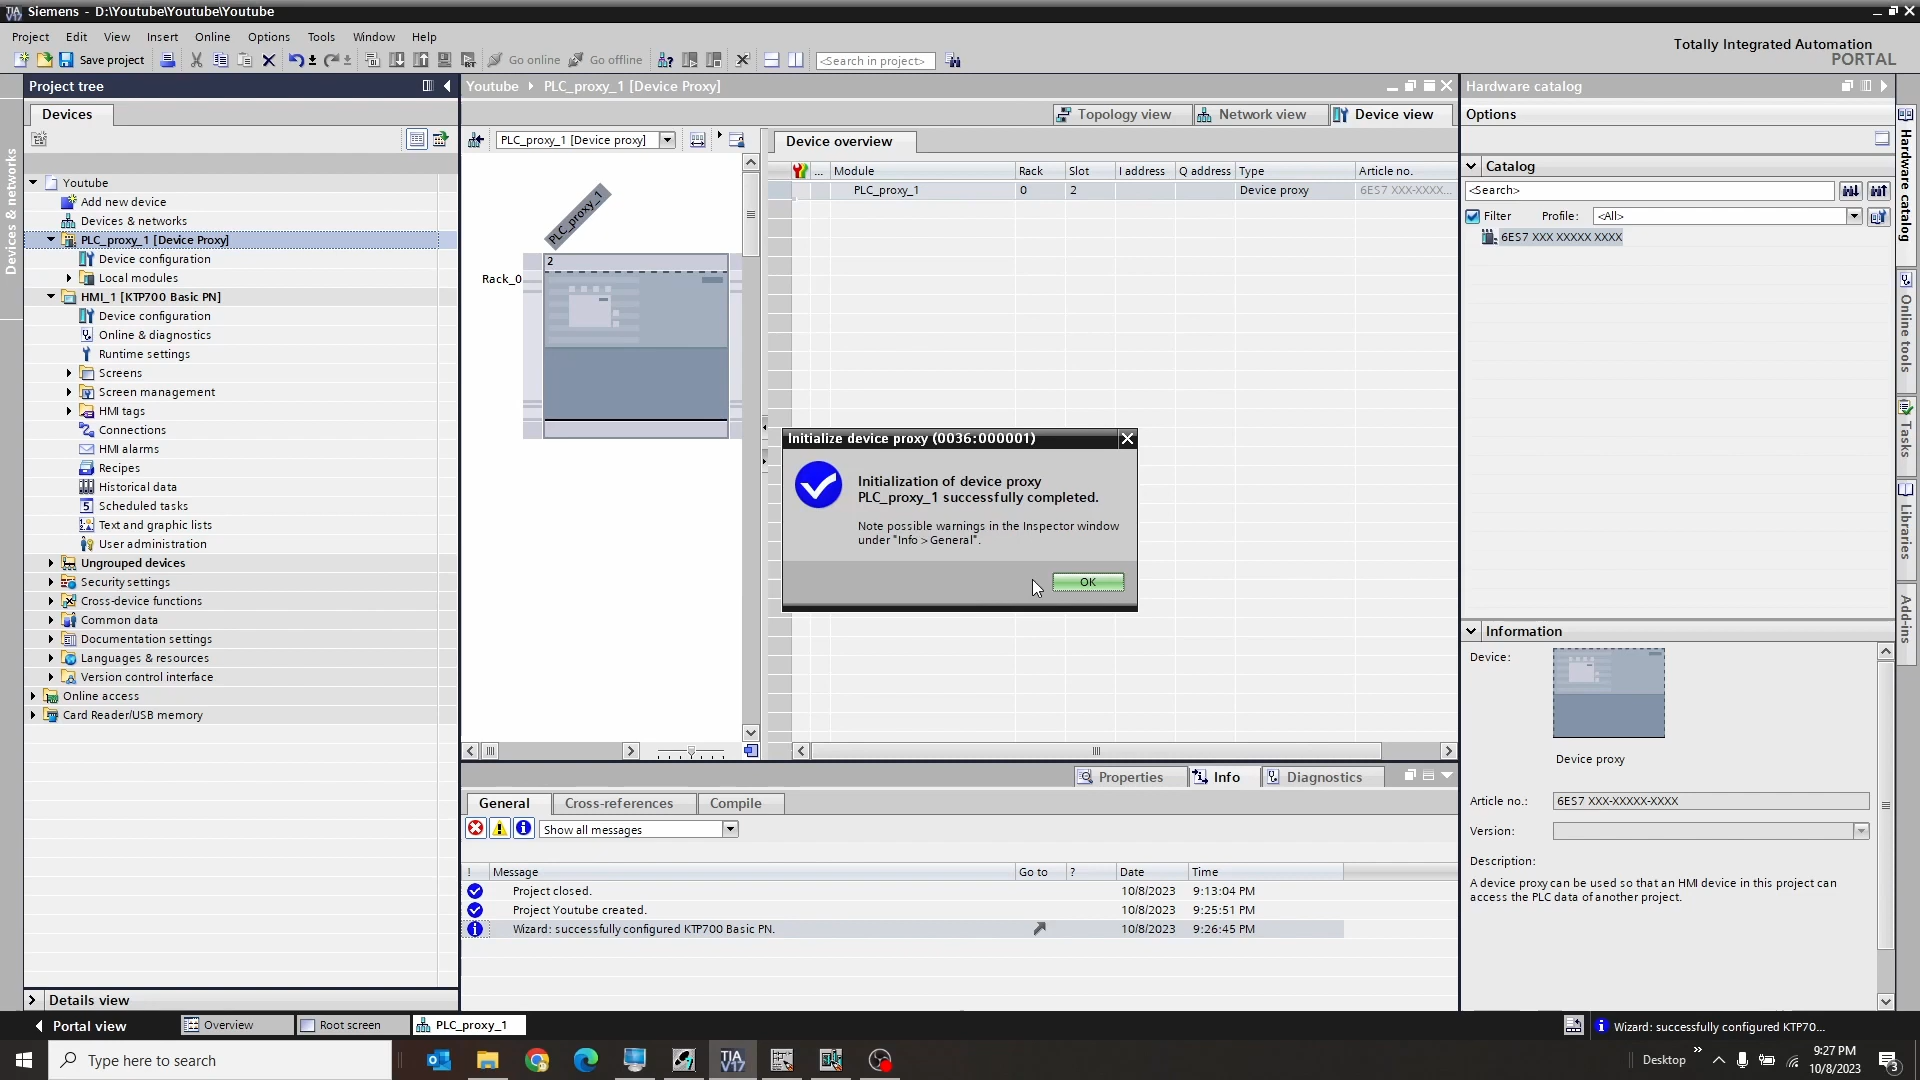 Siemens - D:\Youtube\Youtube\Youtube
Project Edit View Insert Online Options Tools Window Help
Totally Integrated Automation
PORTAL
Save project
Go online
Go offline
<Search in project>
Project tree
Devices
Devices & networks
Youtube
Add new device
Devices & networks
PLC_proxy_1 [Device Proxy]
Device configuration
Local modules
HMI_1 [KTP700 Basic PN]
Device configuration
Online & diagnostics
Runtime settings
Screens
Screen management
HMI tags
Connections
HMI alarms
Recipes
Historical data
Scheduled tasks
Text and graphic lists
User administration
Ungrouped devices
Security settings
Cross-device functions
Common data
Documentation settings
Languages & resources
Version control interface
Online access
Card Reader/USB memory
Details view
Youtube PLC_proxy_1 [Device Proxy]
Topology view
Network view
Device view
PLC_proxy_1 [Device proxy]
PLC_proxy_1
Rack_0
2
Device overview
... Module Rack Slot I address Q address Type Article no.
PLC_proxy_1 0 2 Device proxy 6ES7 XXX-XXXX...
Initialize device proxy (0036:000001)
Initialization of device proxy
PLC_proxy_1 successfully completed.
Note possible warnings in the Inspector window
under "Info > General".
OK
Properties
Info
Diagnostics
General
Cross-references
Compile
Show all messages
! Message Go to ? Date Time
Project closed. 10/8/2023 9:13:04 PM
Project Youtube created. 10/8/2023 9:25:51 PM
Wizard: successfully configured KTP700 Basic PN. 10/8/2023 9:26:45 PM
Hardware catalog
Options
Catalog
<Search>
Filter
Profile: <All>
6ES7 XXX XXXXX XXXX
Information
Device:
Device proxy
Article no.: 6ES7 XXX-XXXXX-XXXX
Version:
Description:
A device proxy can be used so that an HMI device in this project can
access the PLC data of another project.
Hardware catalog
Online tools
Tasks
Libraries
Add-ins
Portal view
Overview
Root screen
PLC_proxy_1
Wizard: successfully configured KTP70...
Type here to search
TIA
V17
Desktop
9:27 PM
10/8/2023
3